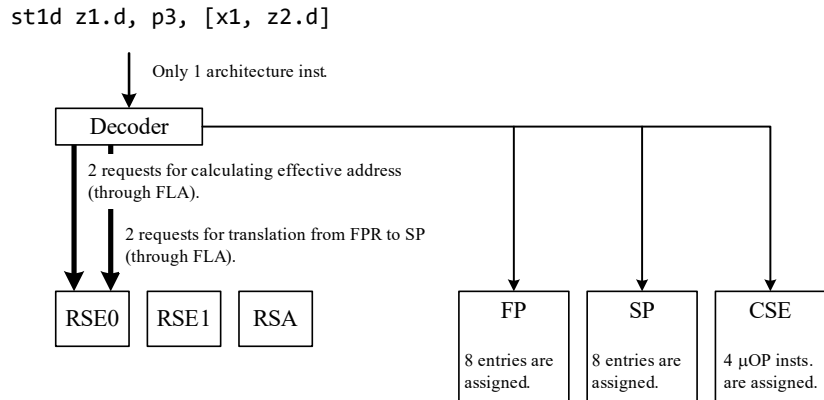 st1d z1.d, p3, [x1, z2.d]
Only 1 architecture inst.
Decoder
2 requests for calculating effective address
(through FLA).
2 requests for translation from FPR to SP
(through FLA).
RSE0
RSE1
RSA
FP
8 entries are
assigned.
SP
8 entries are
assigned.
CSE
4 μOP insts.
are assigned.